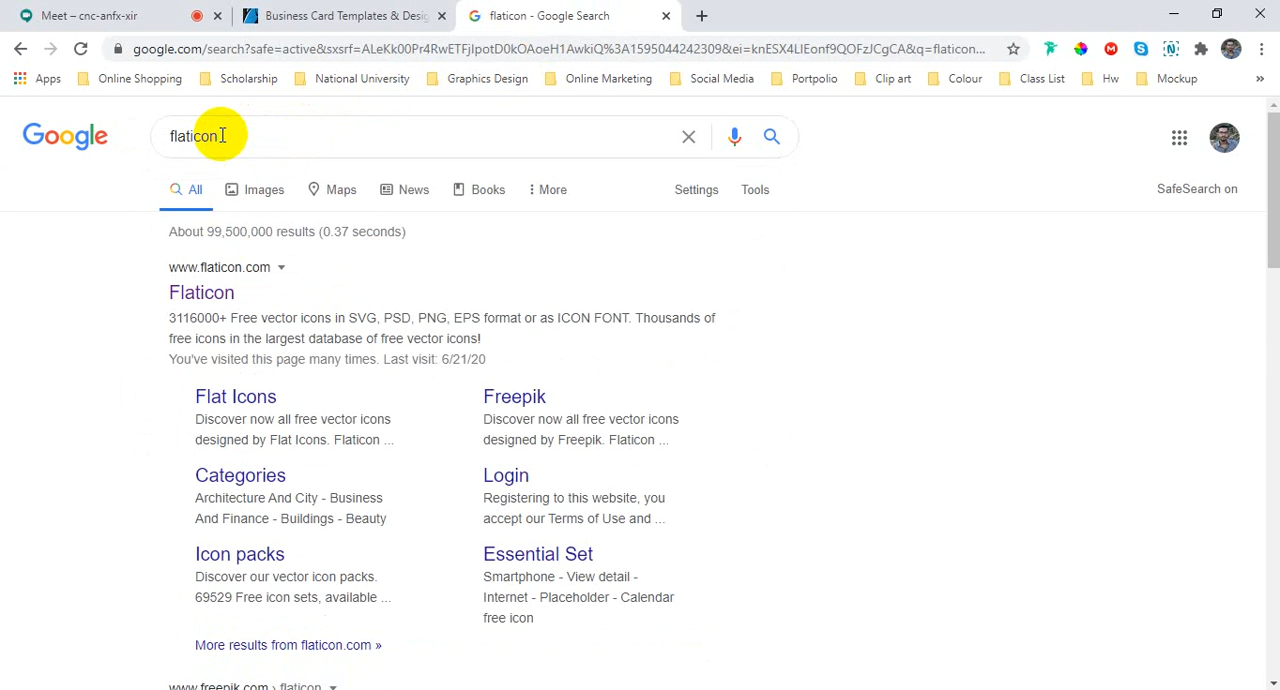 Meet – cnc-anfx-xir
Business Card Templates & Desig
flaticon - Google Search
google.com/search?safe=active&sxsrf=ALeKk00Pr4RwETFjIpotD0kOAoeH1AwkiQ%3A1595044242309&ei=knESX4LIEonf9QOFzJCgCA&q=flaticon...
Apps Online Shopping Scholarship National University Graphics Design Online Marketing Social Media Portpolio Clip art Colour Class List Hw Mockup »
Google flaticon
All Images Maps News Books More Settings Tools SafeSearch on
About 99,500,000 results (0.37 seconds)
www.flaticon.com
Flaticon
3116000+ Free vector icons in SVG, PSD, PNG, EPS format or as ICON FONT. Thousands of
free icons in the largest database of free vector icons!
You've visited this page many times. Last visit: 6/21/20
Flat Icons
Discover now all free vector icons
designed by Flat Icons. Flaticon ...
Freepik
Discover now all free vector icons
designed by Freepik. Flaticon ...
Categories
Architecture And City - Business
And Finance - Buildings - Beauty
Login
Registering to this website, you
accept our Terms of Use and ...
Icon packs
Discover our vector icon packs.
69529 Free icon sets, available ...
Essential Set
Smartphone - View detail -
Internet - Placeholder - Calendar
free icon
More results from flaticon.com »
www.freepik.com › flaticon